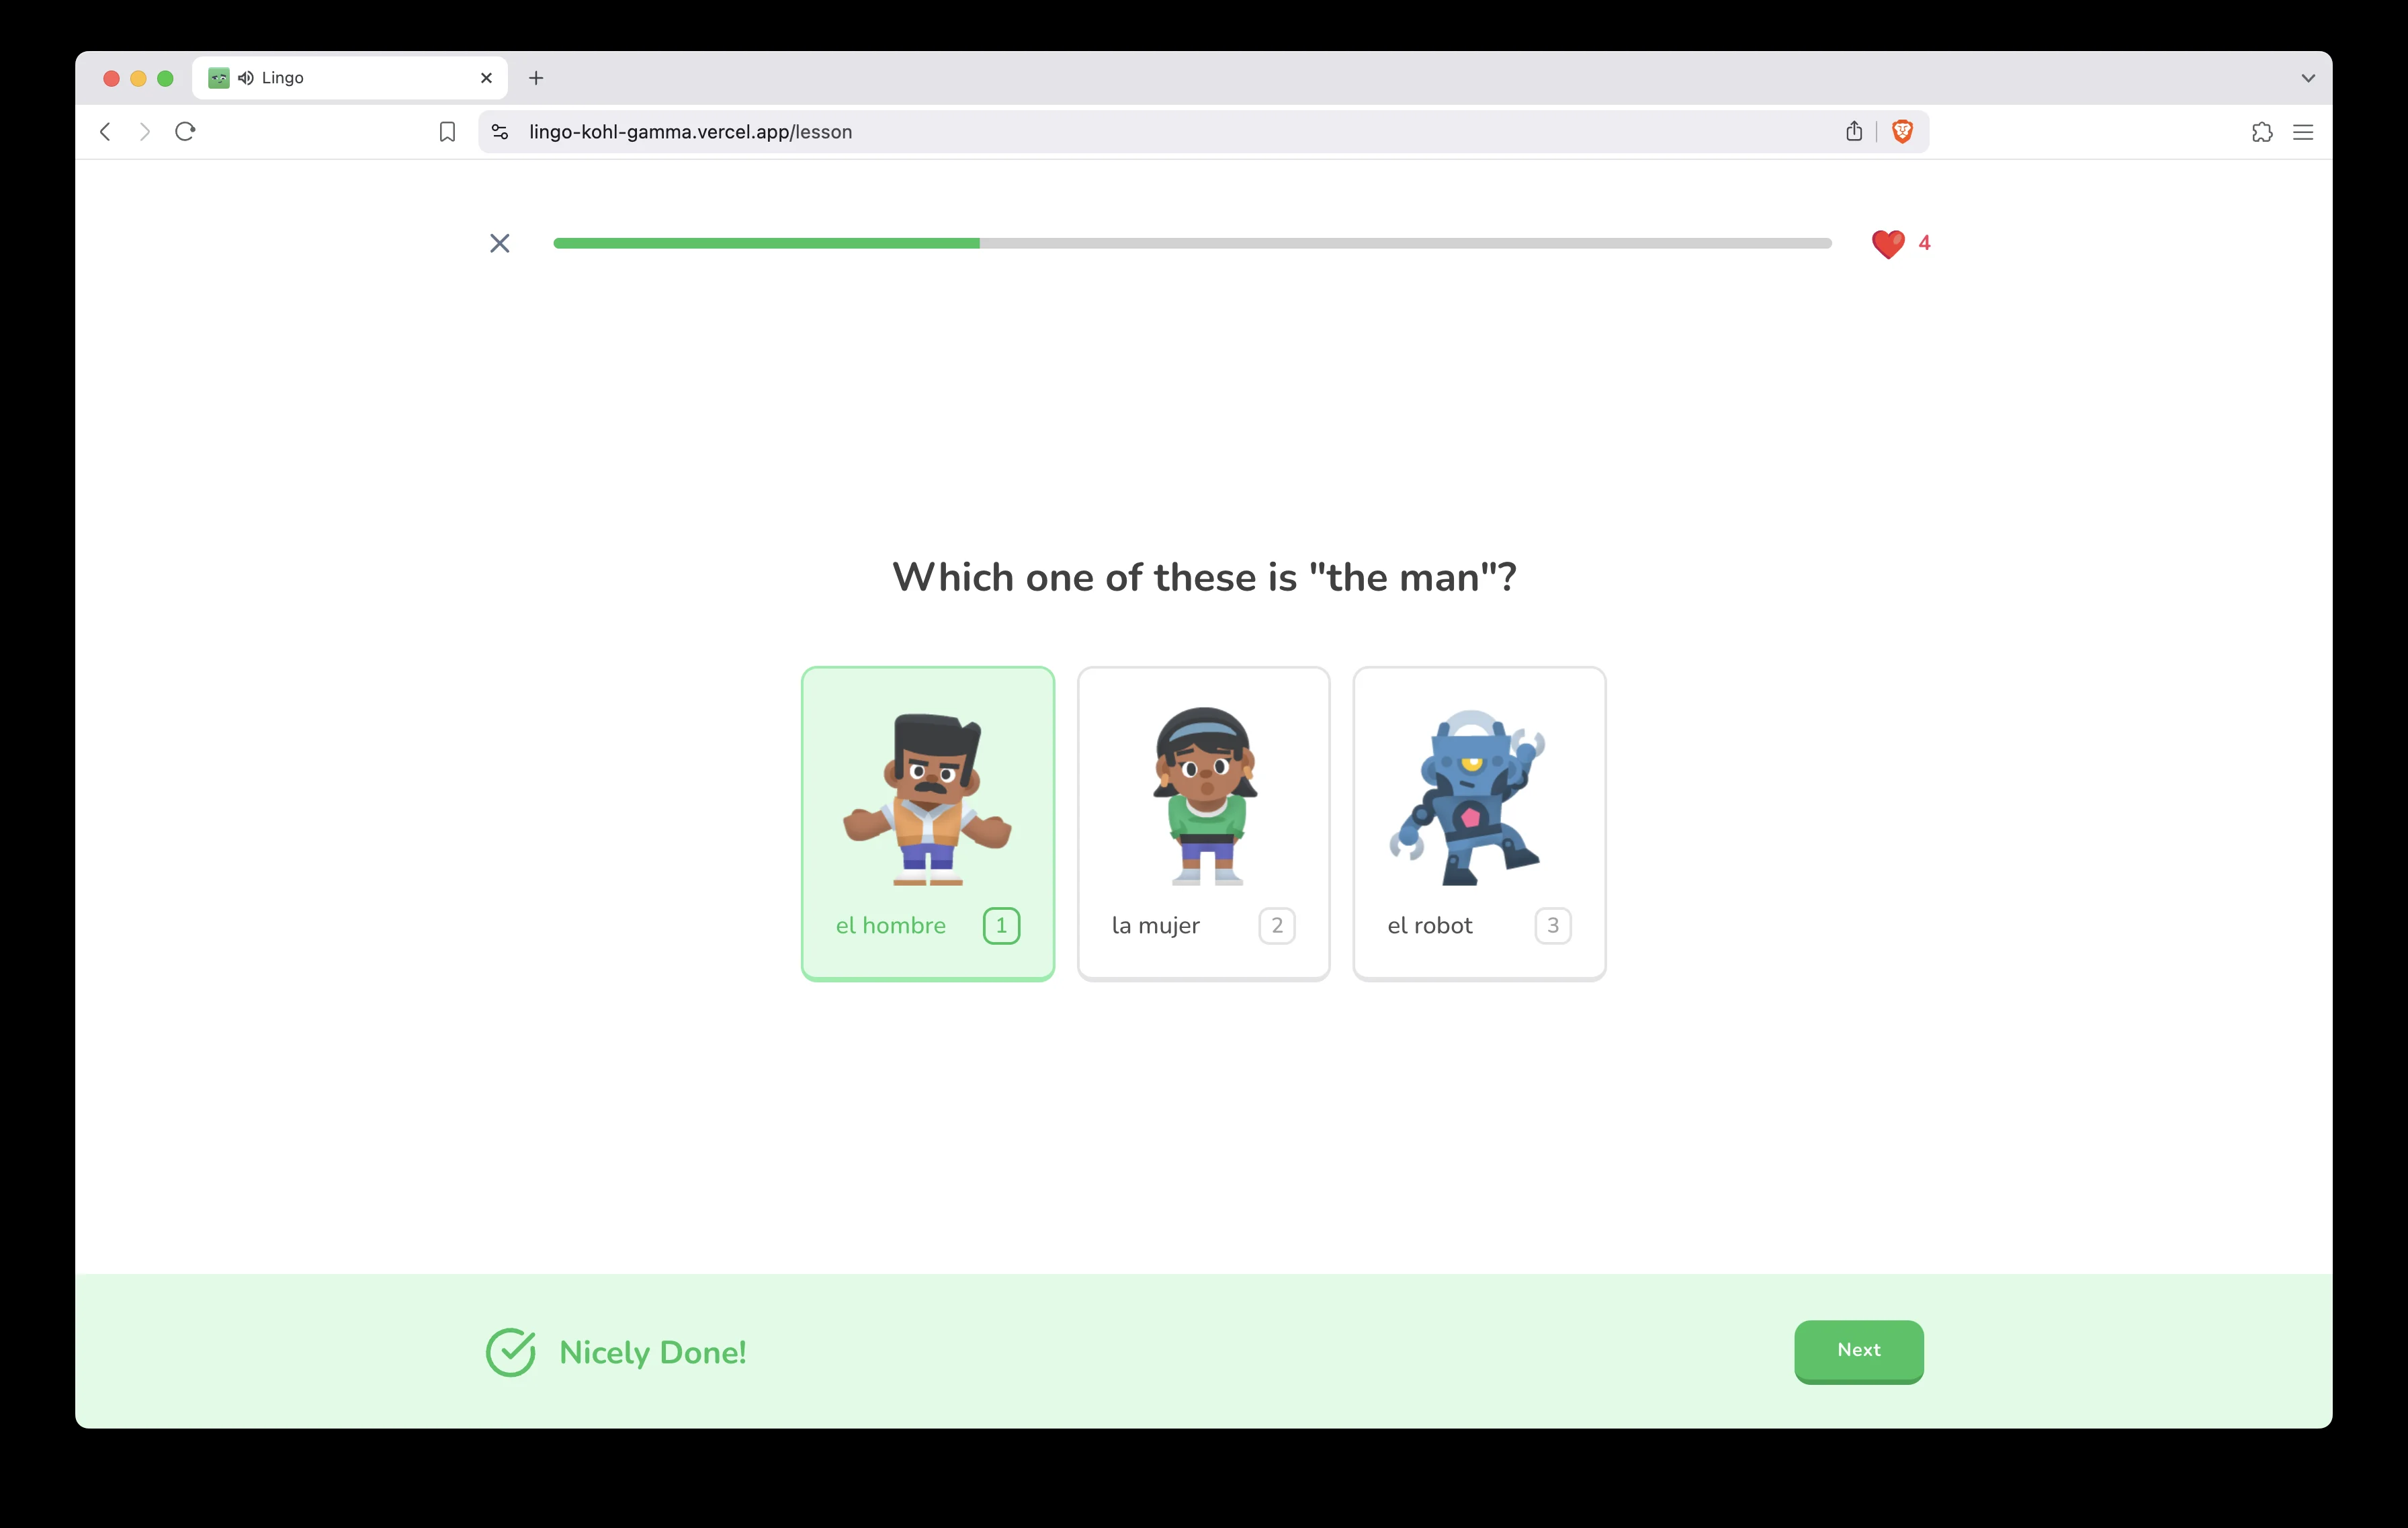 Lingo
lingo-kohl-gamma.vercel.app/lesson
4
Which one of these is "the man"?
el hombre 1
la mujer 2
el robot 3
Nicely Done!
Next